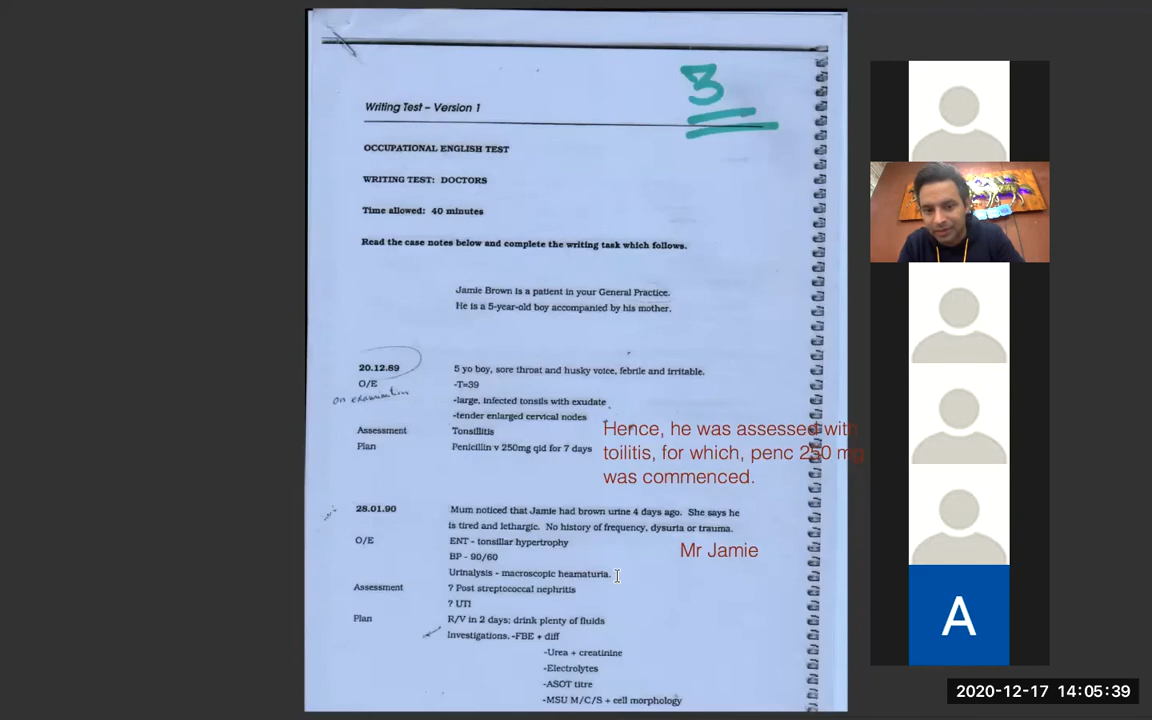 3
Writing Test – Version 1
OCCUPATIONAL ENGLISH TEST
WRITING TEST: DOCTORS
Time allowed: 40 minutes
Read the case notes below and complete the writing task which follows.
Jamie Brown is a patient in your General Practice.
He is a 5-year-old boy accompanied by his mother.
20.12.89 5 yo boy, sore throat and husky voice, febrile and irritable.
O/E -T=39
on examination
-large, infected tonsils with exudate
-tender enlarged cervical nodes
Assessment Tonsillitis
Plan Penicillin v 250mg qid for 7 days
Hence, he was assessed with
toilitis, for which, penc 250 mg
was commenced.
28.01.90 Mum noticed that Jamie had brown urine 4 days ago. She says he
is tired and lethargic. No history of frequency, dysuria or trauma.
O/E ENT - tonsillar hypertrophy
Mr Jamie
BP - 90/60
Urinalysis - macroscopic heamaturia.
Assessment ? Post streptococcal nephritis
? UTI
Plan R/V in 2 days; drink plenty of fluids
Investigations. -FBE + diff
-Urea + creatinine
-Electrolytes
-ASOT titre
-MSU M/C/S + cell morphology
A
2020-12-17 14:05:39